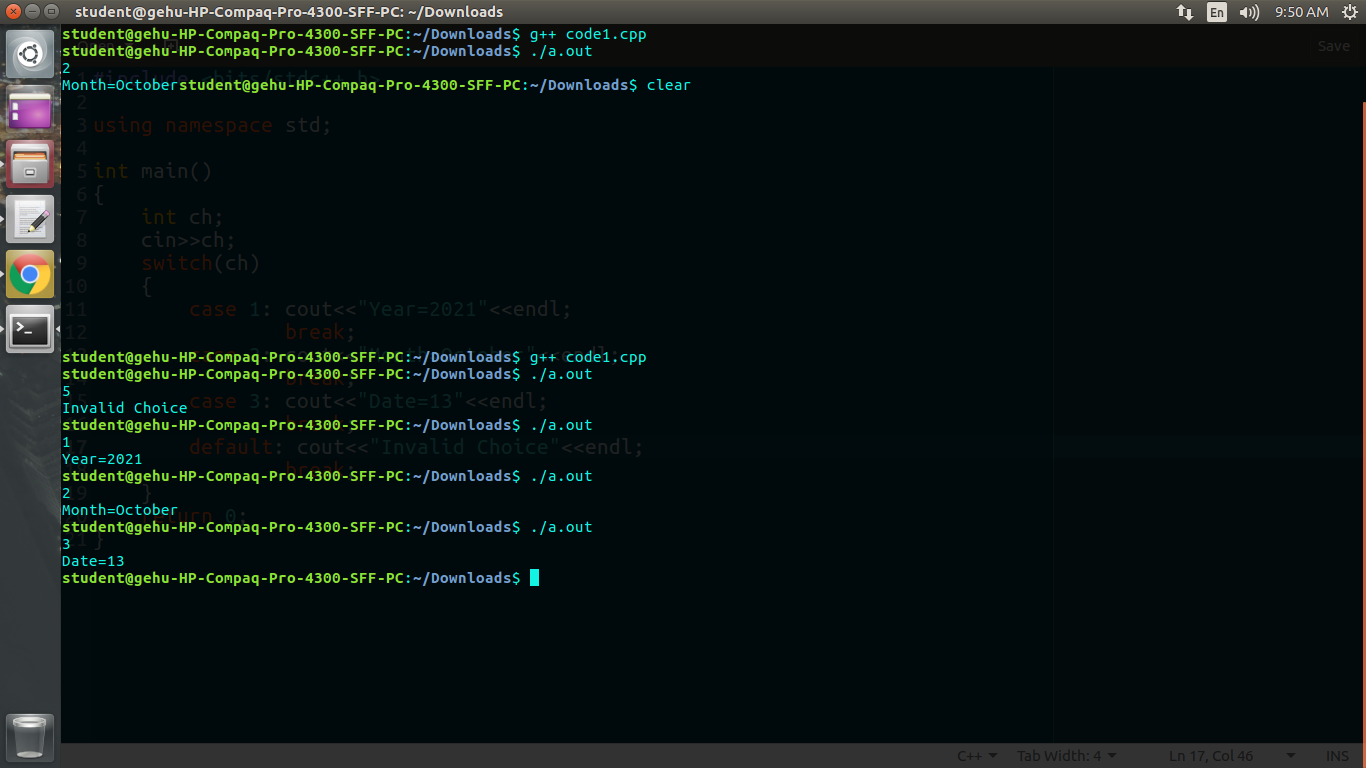 student@gehu-HP-Compaq-Pro-4300-SFF-PC: ~/Downloads
En
9:50 AM
Save
student@gehu-HP-Compaq-Pro-4300-SFF-PC:~/Downloads$ g++ code1.cpp
student@gehu-HP-Compaq-Pro-4300-SFF-PC:~/Downloads$ ./a.out
2
#include <bits/stdc++.h>
Month=Octoberstudent@gehu-HP-Compaq-Pro-4300-SFF-PC:~/Downloads$ clear
2
3 using namespace std;
4
5 int main()
6 {
7 int ch;
8 cin>>ch;
9 switch(ch)
10 {
11 case 1: cout<<"Year=2021"<<endl;
12 break;
student@gehu-HP-Compaq-Pro-4300-SFF-PC:~/Downloads$ g++ code1.cpp
student@gehu-HP-Compaq-Pro-4300-SFF-PC:~/Downloads$ ./a.out
break;
5
case 3: cout<<"Date=13"<<endl;
Invalid Choice
student@gehu-HP-Compaq-Pro-4300-SFF-PC:~/Downloads$ ./a.out
1
17 default: cout<<"Invalid Choice"<<endl;
Year=2021
student@gehu-HP-Compaq-Pro-4300-SFF-PC:~/Downloads$ ./a.out
break;
2
19 }
Month=October
return 0;
student@gehu-HP-Compaq-Pro-4300-SFF-PC:~/Downloads$ ./a.out
3
21 }
Date=13
student@gehu-HP-Compaq-Pro-4300-SFF-PC:~/Downloads$
C++ Tab Width: 4 Ln 17, Col 46 INS